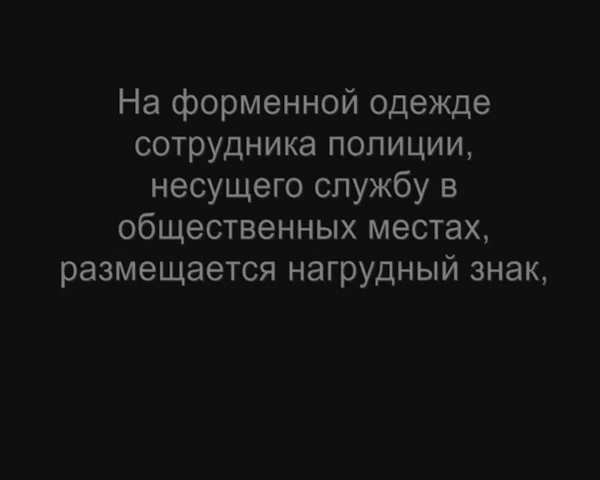 На форменной одежде
сотрудника полиции,
несущего службу в
общественных местах,
размещается нагрудный знак,